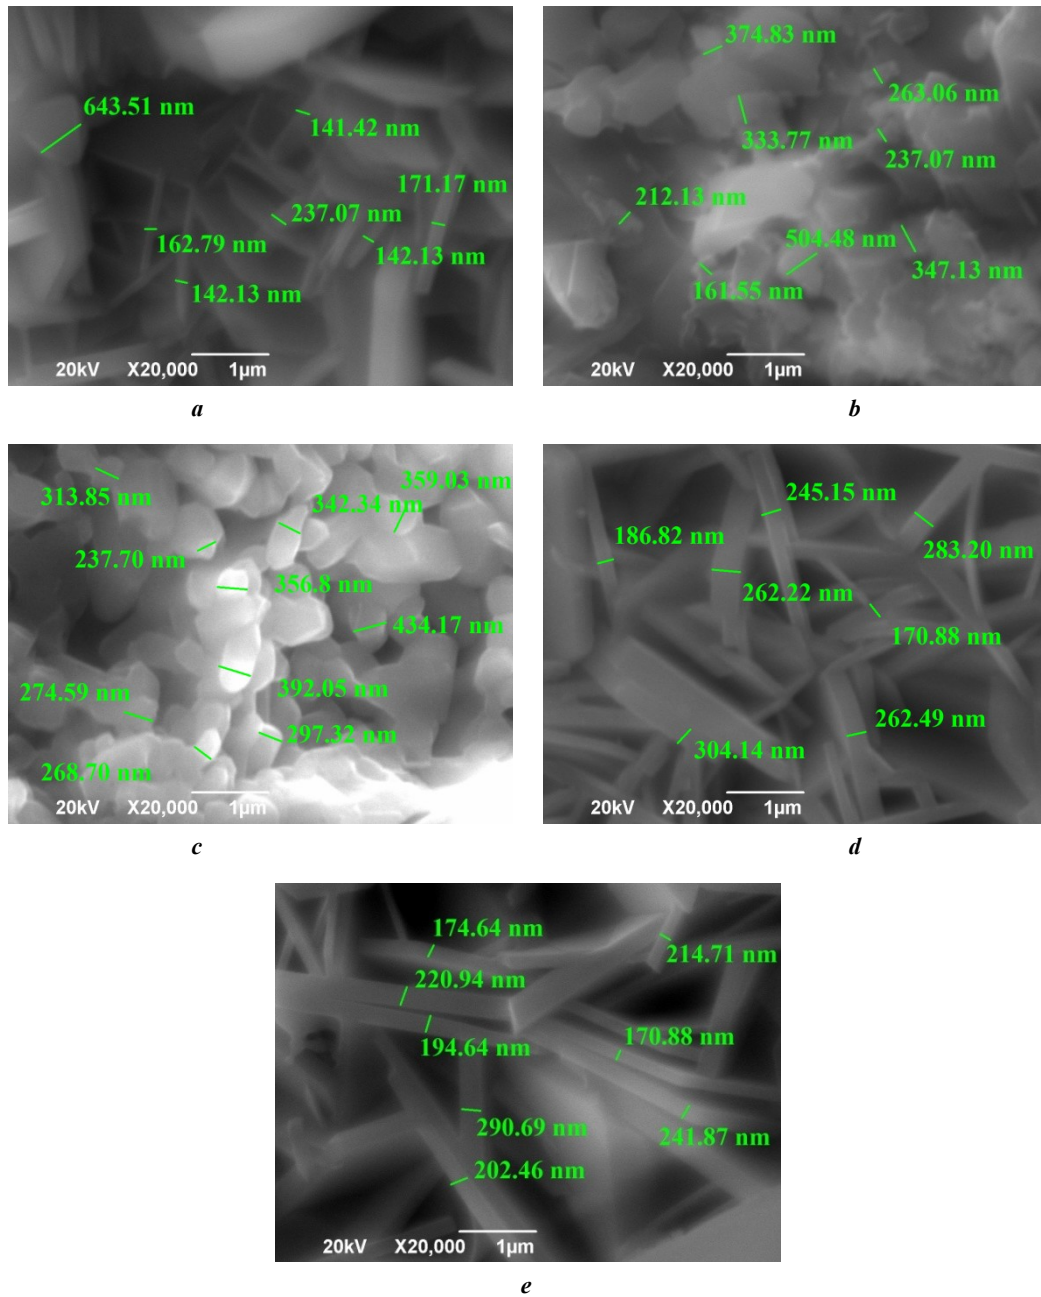 643.51 nm
141.42 nm
171.17 nm
237.07 nm
162.79 nm
142.13 nm
142.13 nm
20kV X20,000 1µm
a
374.83 nm
263.06 nm
333.77 nm
237.07 nm
212.13 nm
504.48 nm
347.13 nm
161.55 nm
20kV X20,000 1µm
b
359.03 nm
313.85 nm
342.34 nm
237.70 nm
356.8 nm
434.17 nm
274.59 nm
392.05 nm
297.32 nm
268.70 nm
20kV X20,000 1µm
c
245.15 nm
186.82 nm
283.20 nm
262.22 nm
170.88 nm
262.49 nm
304.14 nm
20kV X20,000 1µm
d
174.64 nm
214.71 nm
220.94 nm
170.88 nm
194.64 nm
290.69 nm
241.87 nm
202.46 nm
20kV X20,000 1µm
e